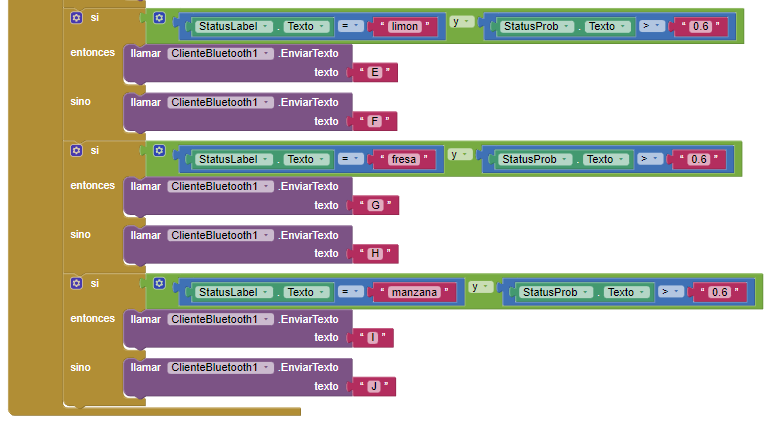 si StatusLabel . Texto = " limon " y StatusProb . Texto > " 0.6 "
entonces llamar ClienteBluetooth1 .EnviarTexto
texto " E "
sino llamar ClienteBluetooth1 .EnviarTexto
texto " F "
si StatusLabel . Texto = " fresa " y StatusProb . Texto > " 0.6 "
entonces llamar ClienteBluetooth1 .EnviarTexto
texto " G "
sino llamar ClienteBluetooth1 .EnviarTexto
texto " H "
si StatusLabel . Texto = " manzana " y StatusProb . Texto > " 0.6 "
entonces llamar ClienteBluetooth1 .EnviarTexto
texto " I "
sino llamar ClienteBluetooth1 .EnviarTexto
texto " J "